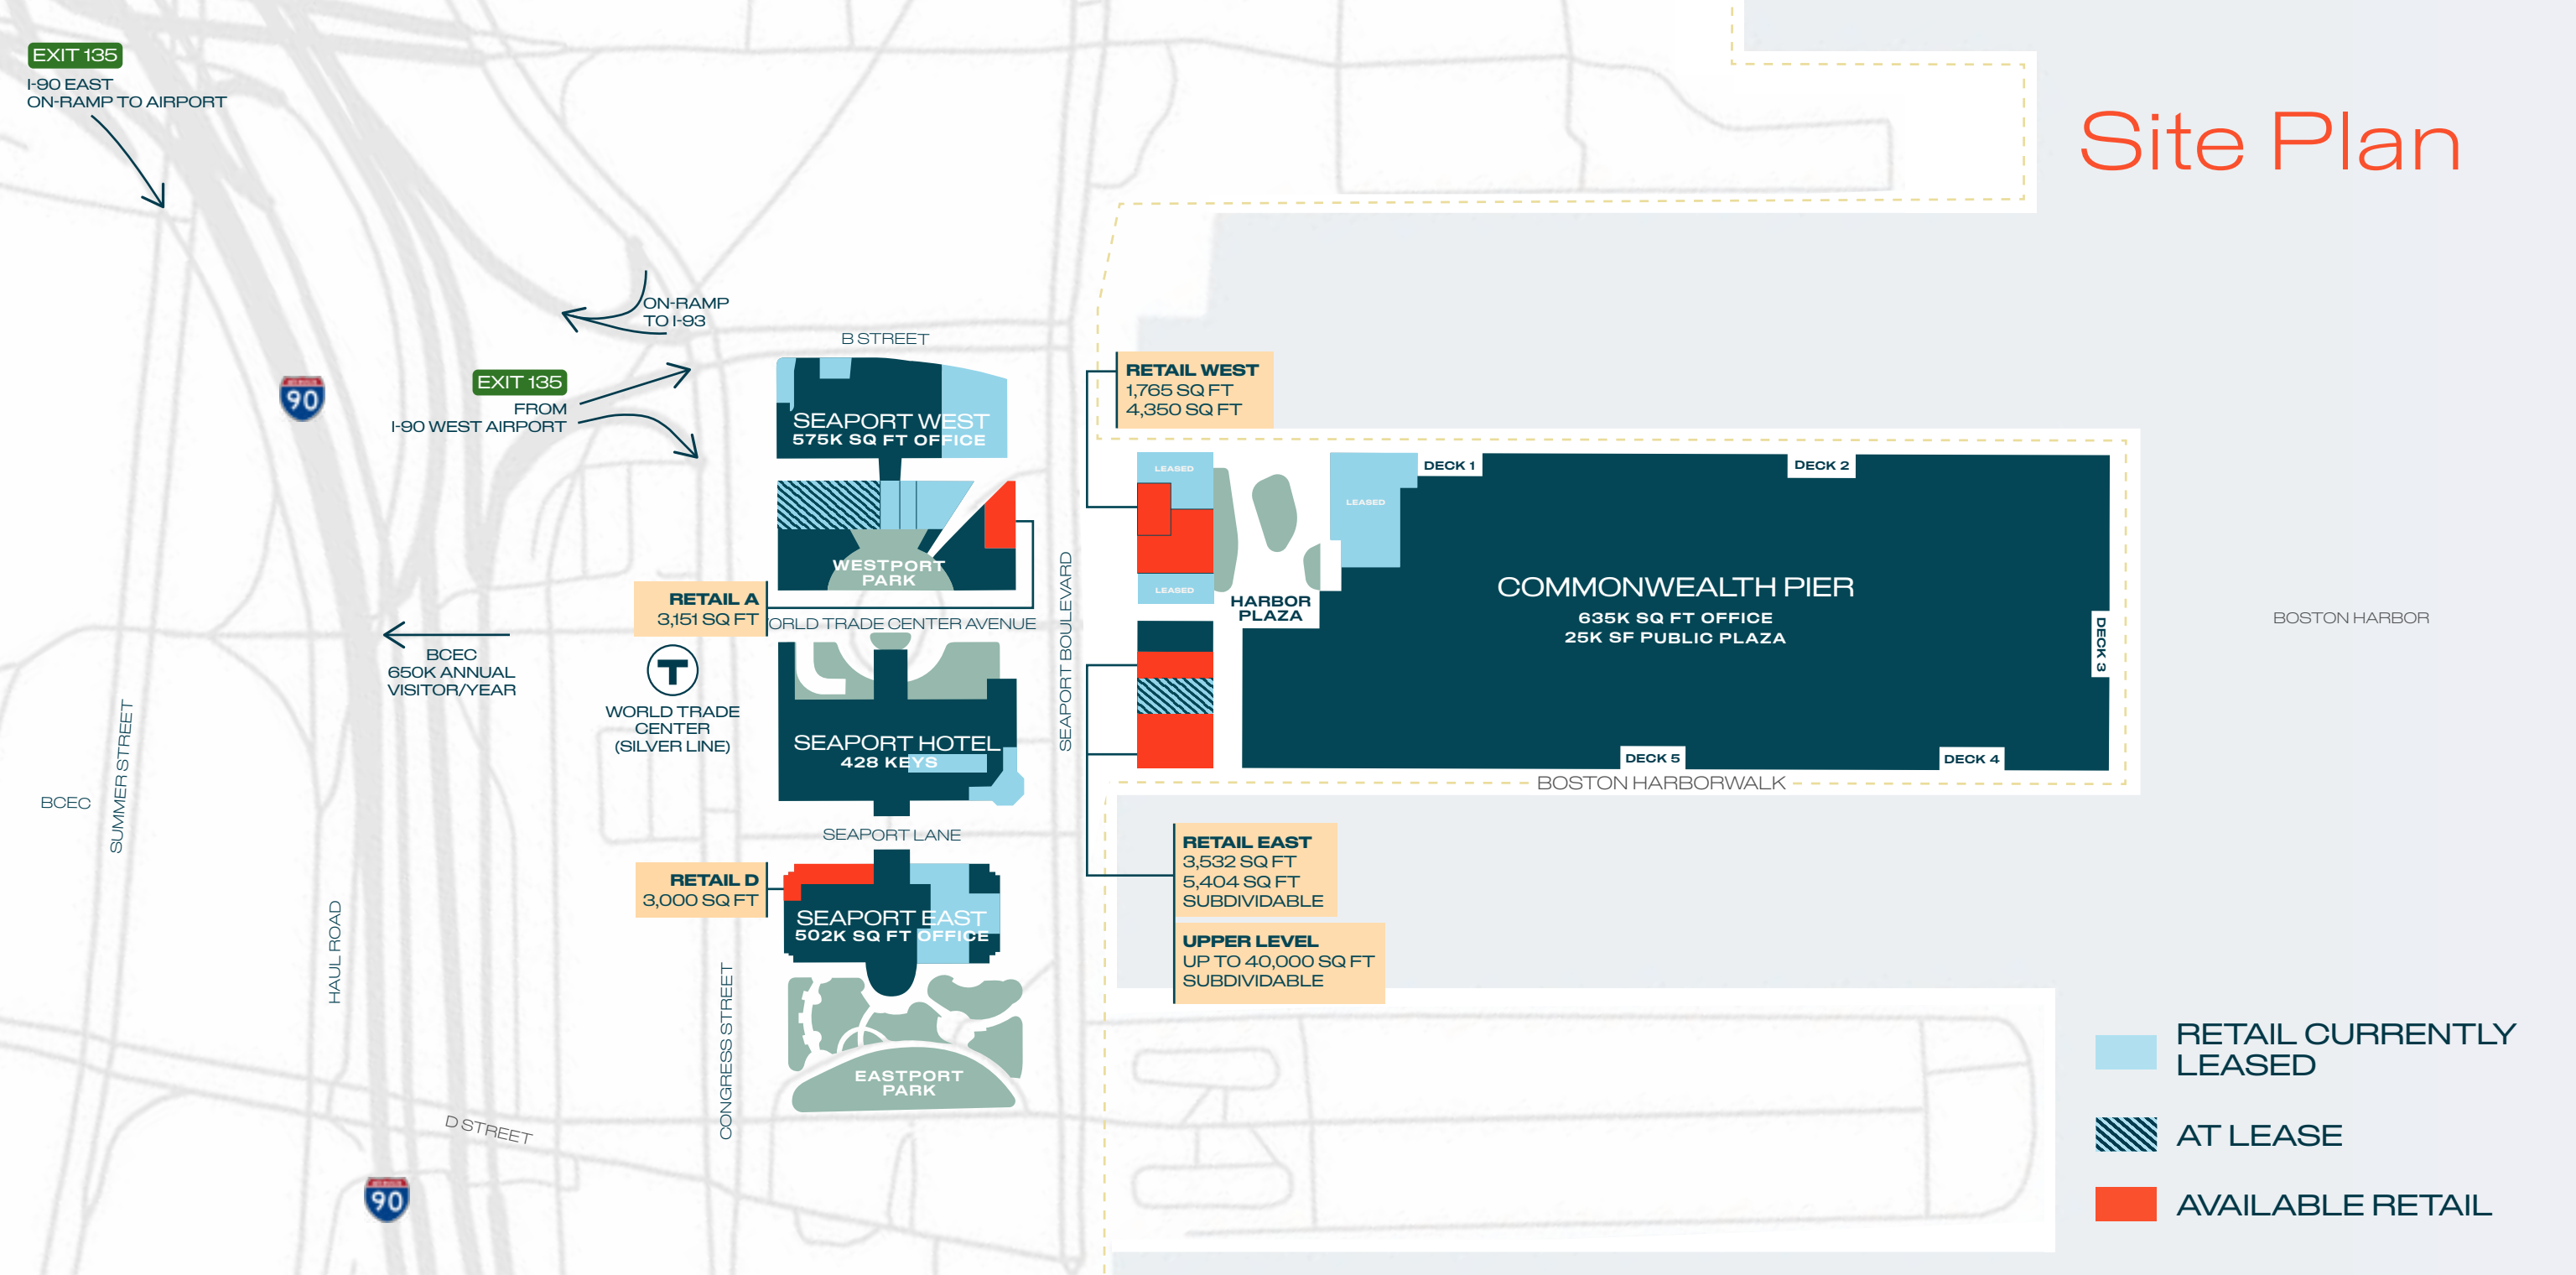 Site Plan
EXIT 135
I-90 EAST
ON-RAMP TO AIRPORT
ON-RAMP
TO I-93
90
EXIT 135
FROM
I-90 WEST AIRPORT
B STREET
SEAPORT WEST
575K SQ FT OFFICE
WESTPORT
PARK
RETAIL A
3,151 SQ FT
ORLD TRADE CENTER AVENUE
BCEC
650K ANNUAL
VISITOR/YEAR
T
WORLD TRADE
CENTER
(SILVER LINE)
SEAPORT HOTEL
428 KEYS
SEAPORT LANE
RETAIL D
3,000 SQ FT
SEAPORT EAST
502K SQ FT OFFICE
EASTPORT
PARK
BCEC
SUMMER STREET
HAUL ROAD
CONGRESS STREET
D STREET
90
SEAPORT BOULEVARD
RETAIL WEST
1,765 SQ FT
4,350 SQ FT
LEASED
LEASED
LEASED
HARBOR
PLAZA
DECK 1
DECK 2
DECK 3
DECK 4
DECK 5
COMMONWEALTH PIER
635K SQ FT OFFICE
25K SF PUBLIC PLAZA
BOSTON HARBOR
BOSTON HARBORWALK
RETAIL EAST
3,532 SQ FT
5,404 SQ FT
SUBDIVIDABLE
UPPER LEVEL
UP TO 40,000 SQ FT
SUBDIVIDABLE
RETAIL CURRENTLY
LEASED
AT LEASE
AVAILABLE RETAIL